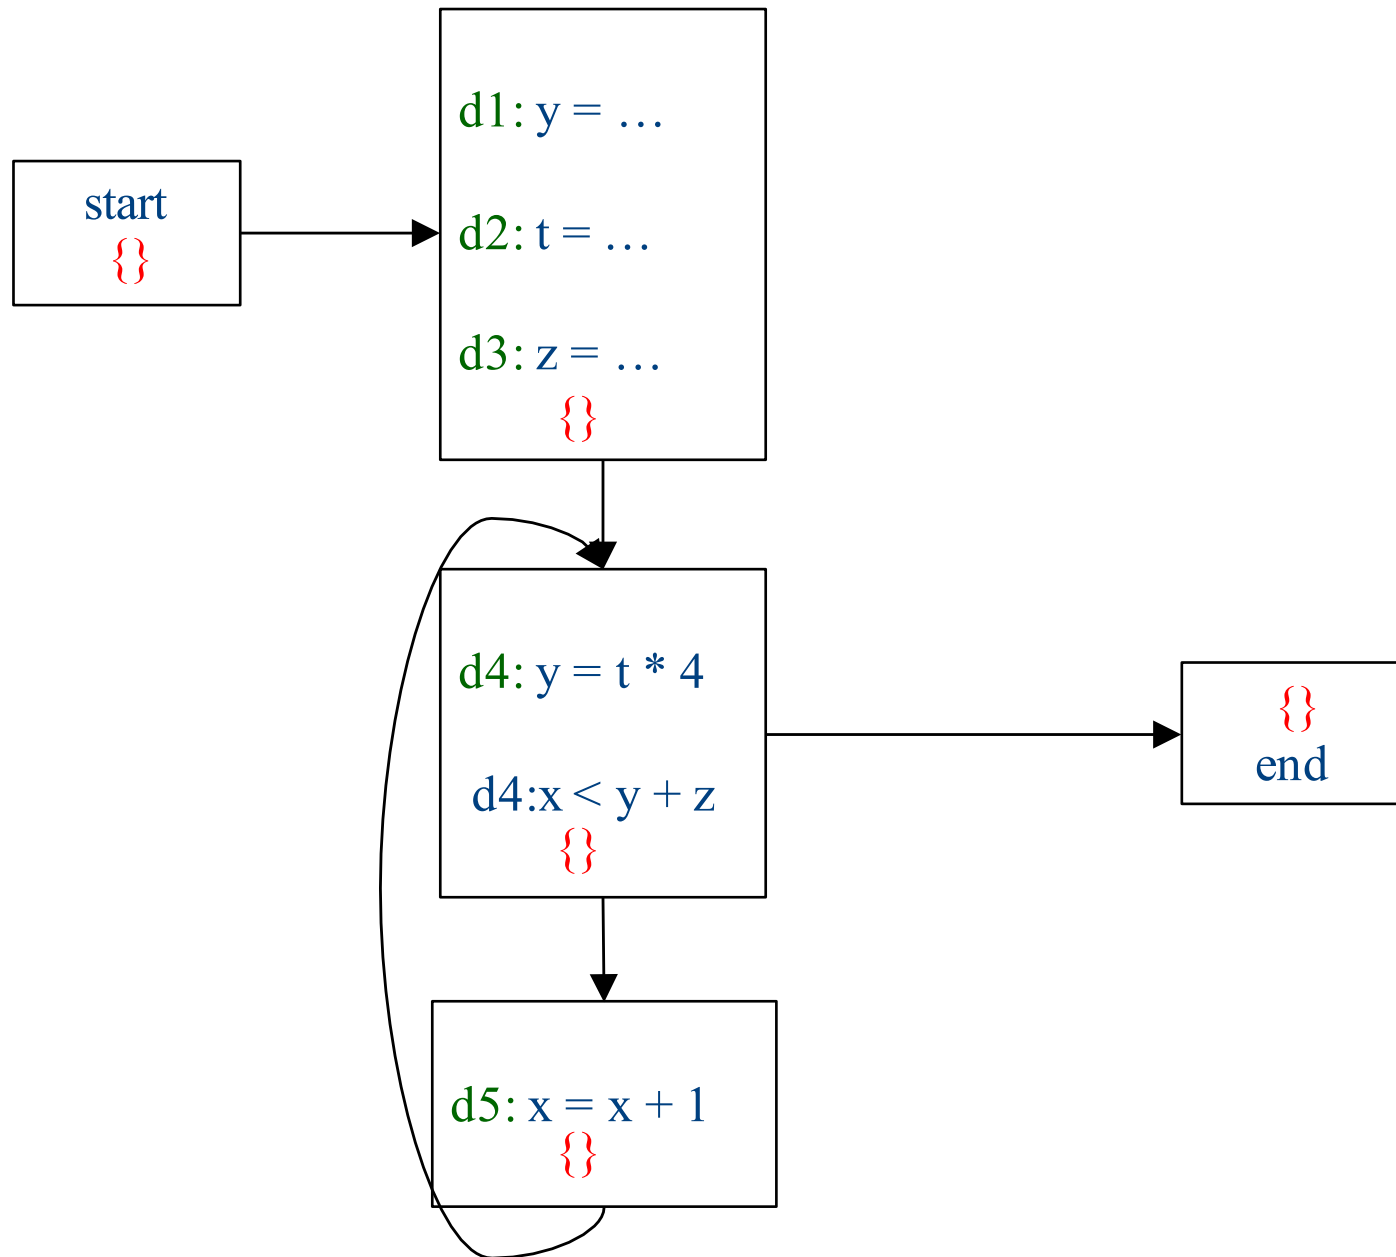 start
{}
d1: y = …
d2: t = …
d3: z = …
{}
d4: y = t * 4
d4:x < y + z
{}
{}
end
d5: x = x + 1
{}